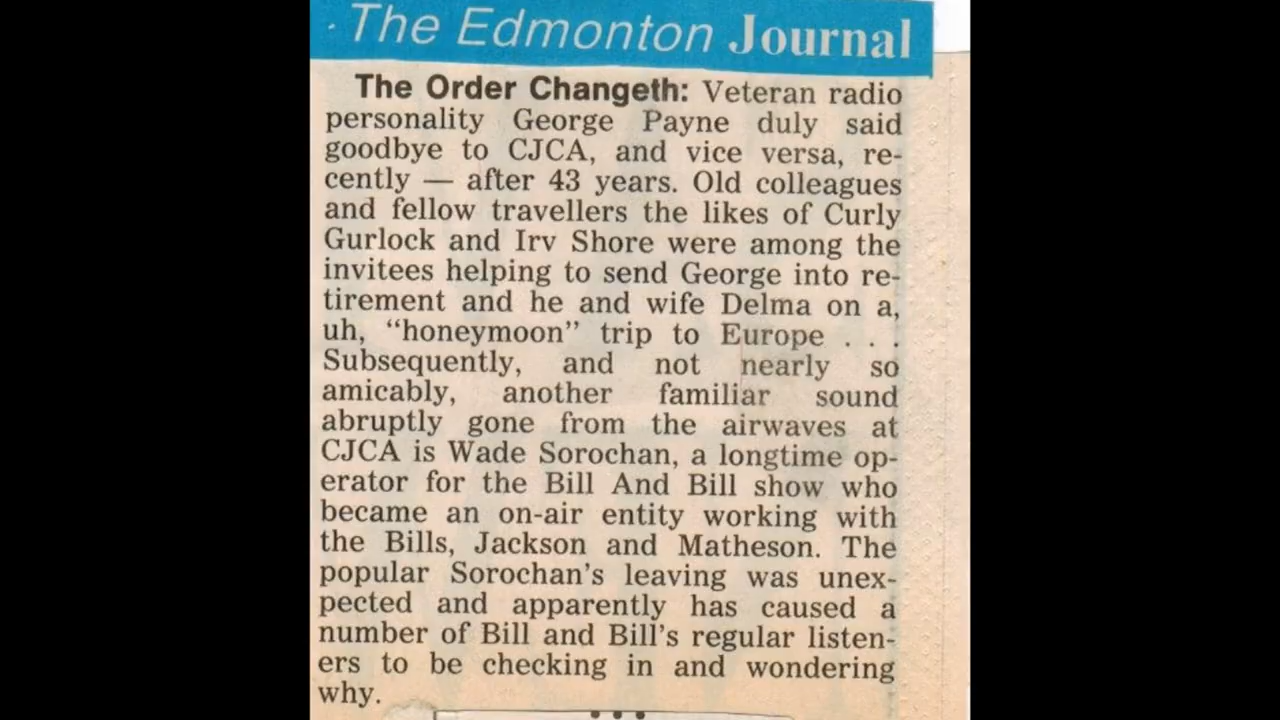 The Edmonton Journal
The Order Changeth: Veteran radio
personality George Payne duly said
goodbye to CJCA, and vice versa, re-
cently — after 43 years. Old colleagues
and fellow travellers the likes of Curly
Gurlock and Irv Shore were among the
invitees helping to send George into re-
tirement and he and wife Delma on a,
uh, “honeymoon” trip to Europe . . .
Subsequently, and not nearly so
amicably, another familiar sound
abruptly gone from the airwaves at
CJCA is Wade Sorochan, a longtime op-
erator for the Bill And Bill show who
became an on-air entity working with
the Bills, Jackson and Matheson. The
popular Sorochan’s leaving was unex-
pected and apparently has caused a
number of Bill and Bill’s regular listen-
ers to be checking in and wondering
why.